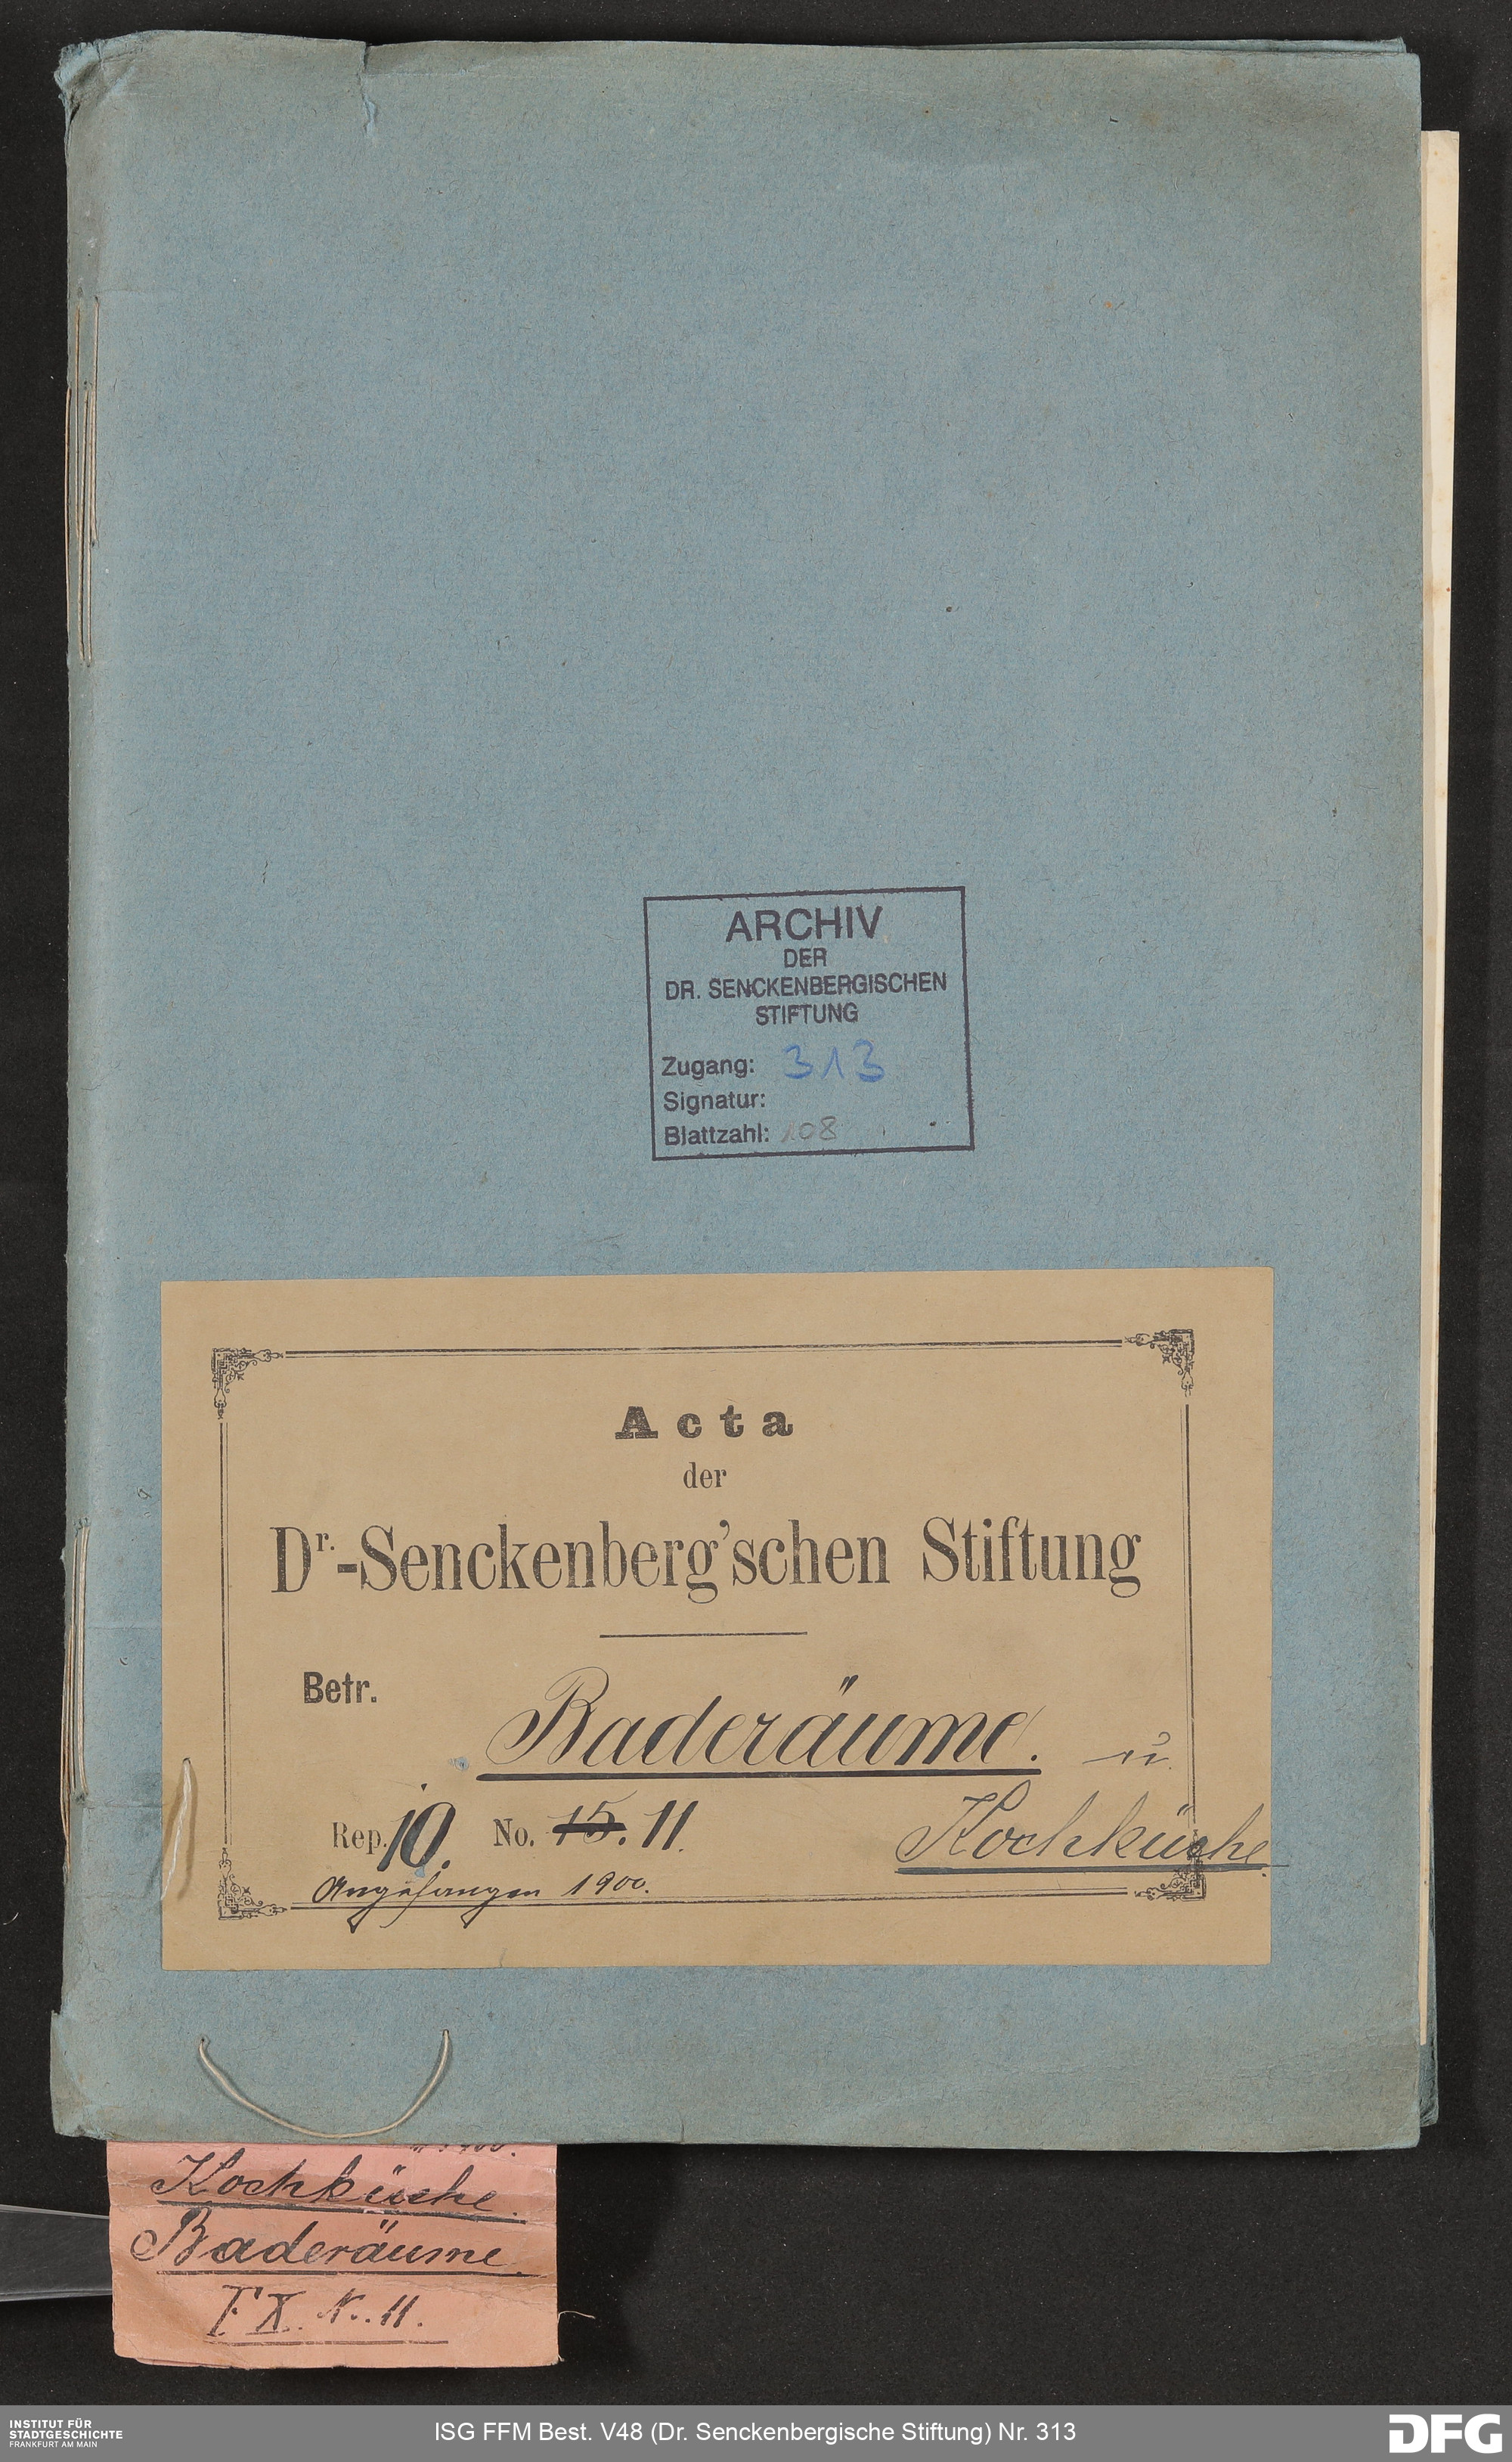 ARCHIV
DER
DR. SENCKENBERGISCHEN
STIFTUNG
Zugang: 313
Signatur:
Blattzahl: 108
Acta
der
Dr.-Senckenberg'schen Stiftung
Betr.
Baderäume. u.
Kochküche.
Rep. 10. No. 15. 11.
Angefangen 1900.
Kochküche.
Baderäume.
F X. No. 11.
INSTITUT FÜR
STADTGESCHICHTE
FRANKFURT AM MAIN
ISG FFM Best. V48 (Dr. Senckenbergische Stiftung) Nr. 313
DFG